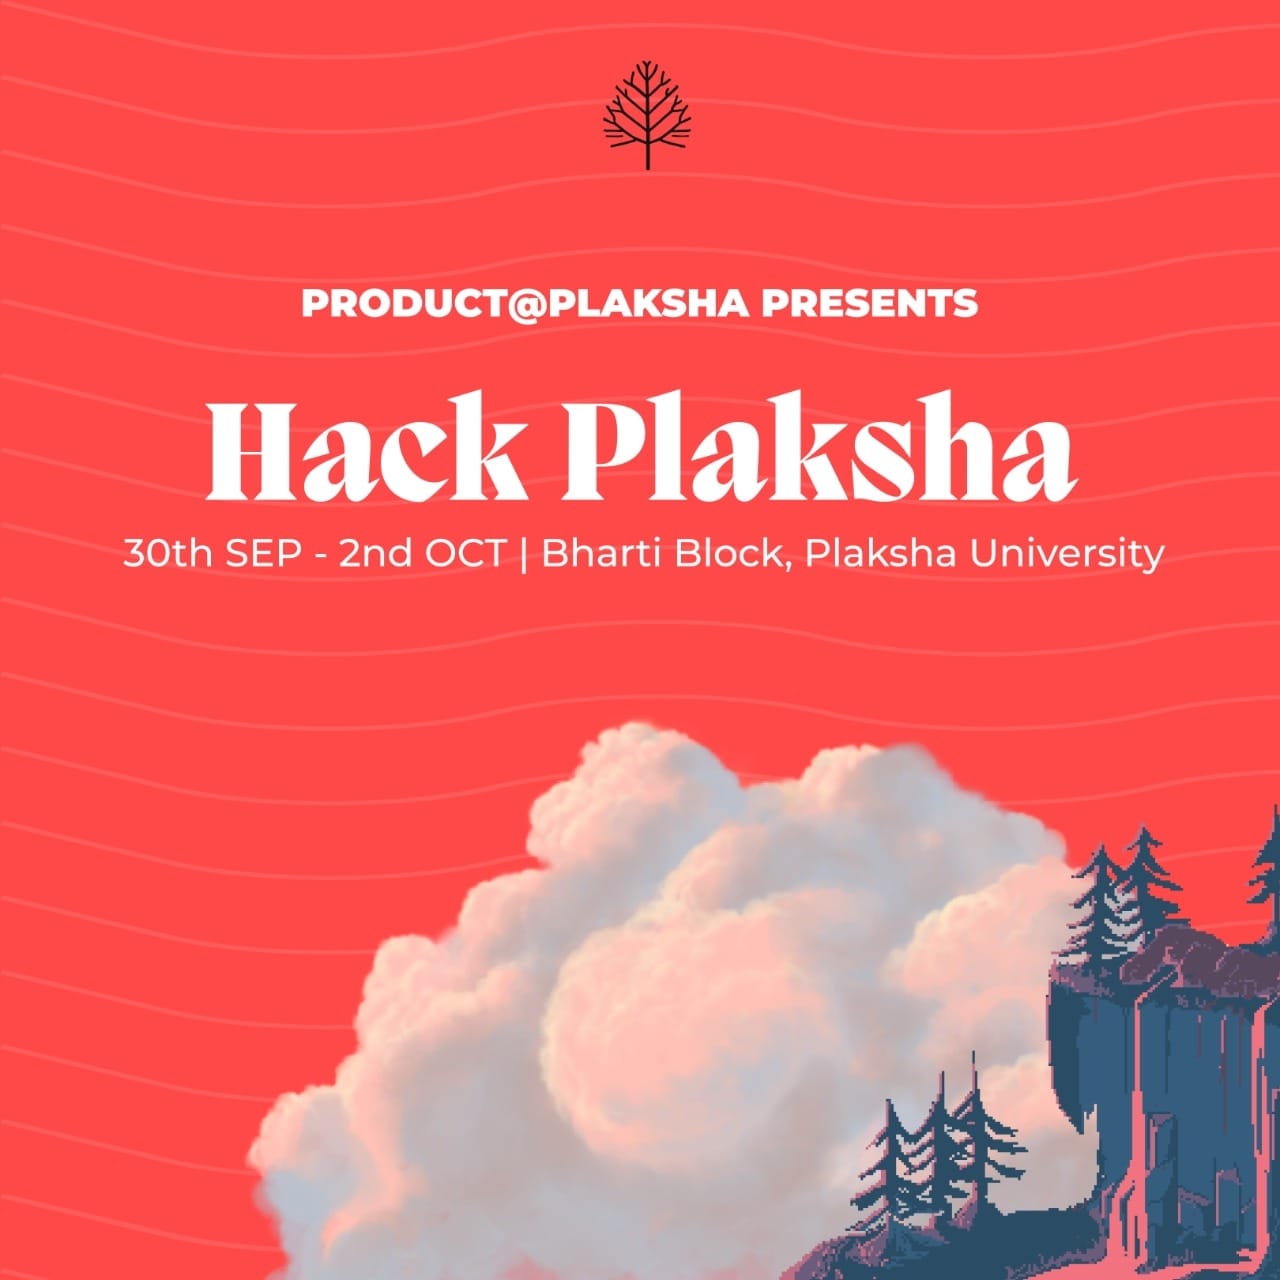 PRODUCT@PLAKSHA PRESENTS
Hack Plaksha
30th SEP - 2nd OCT | Bharti Block, Plaksha University